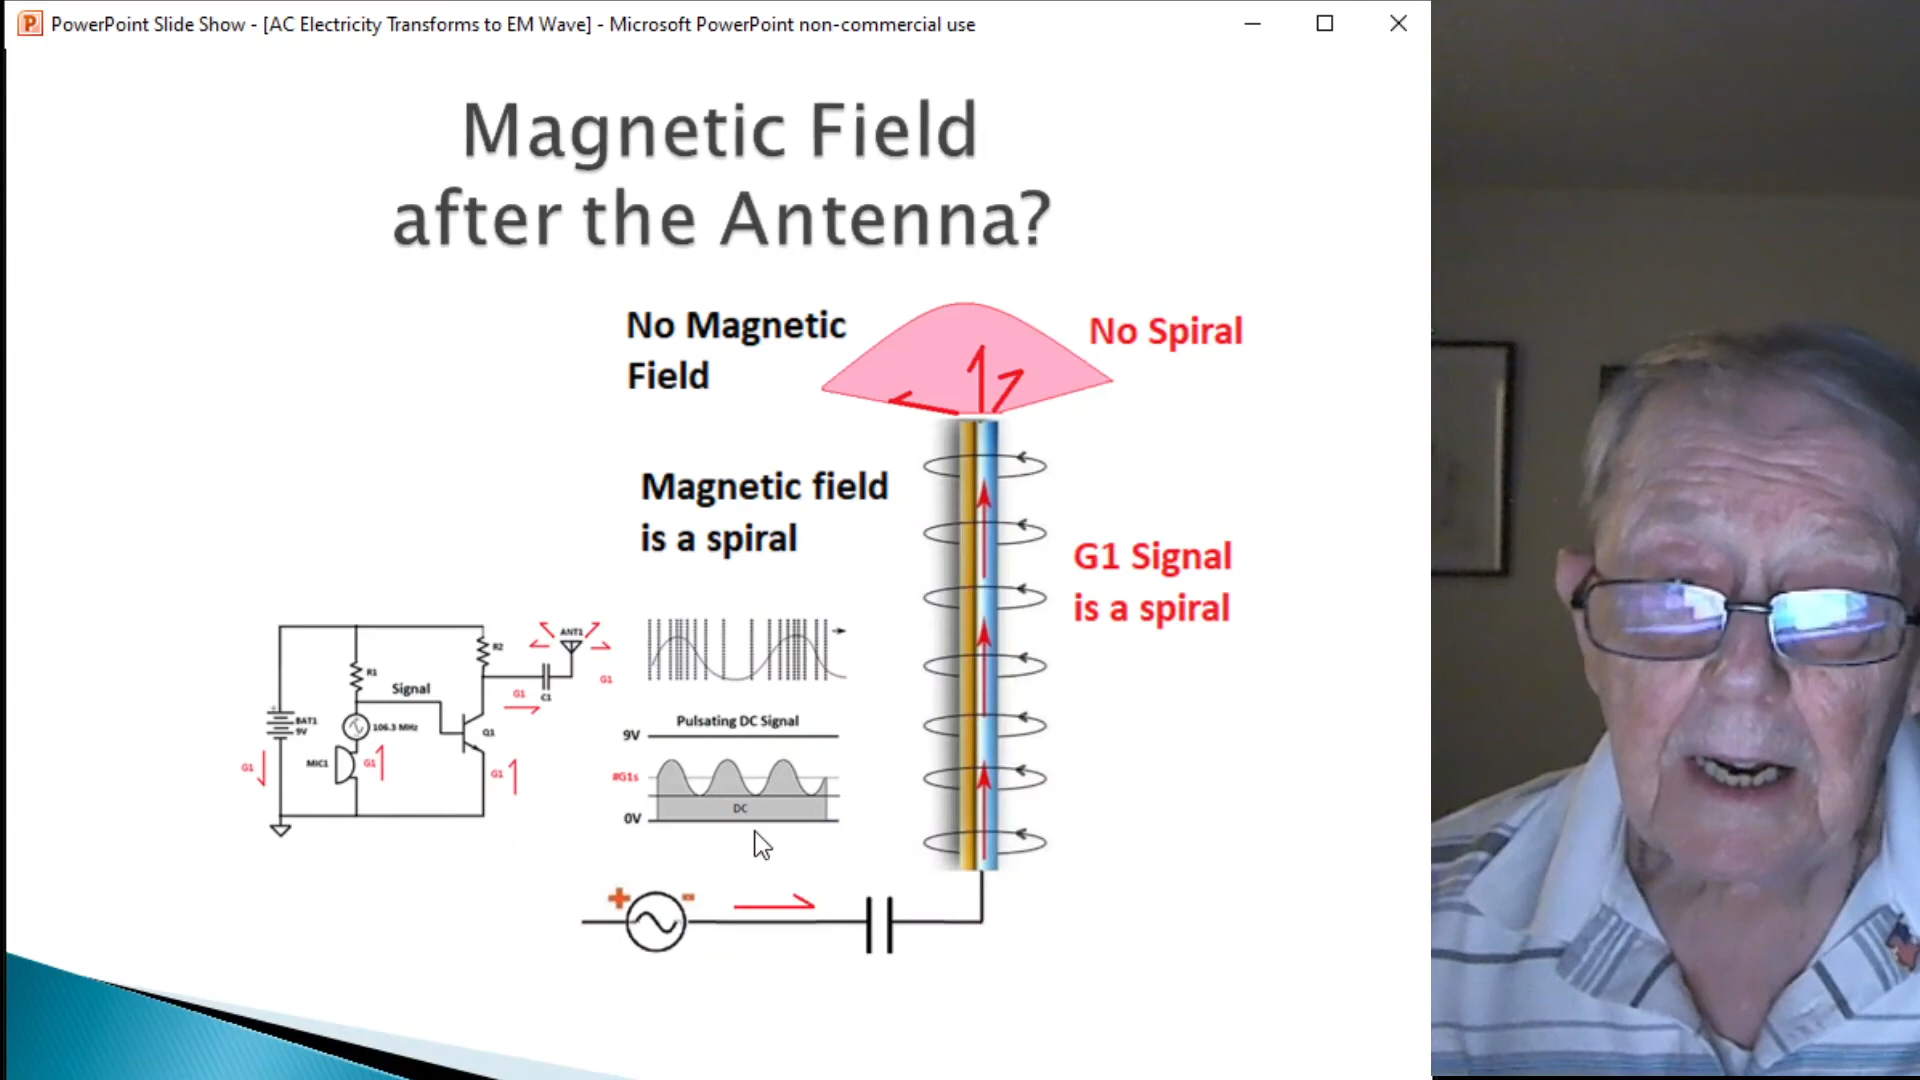 PowerPoint Slide Show - [AC Electricity Transforms to EM Wave] - Microsoft PowerPoint non-commercial use
Magnetic Field
after the Antenna?
No Magnetic
Field
No Spiral
Magnetic field
is a spiral
G1 Signal
is a spiral
ANT1
R2
R1
Signal
G1
G1
C1
BAT1
9V
106.3 MHz
Q1
MIC1
G1
G1
G1
Pulsating DC Signal
9V
#G1s
DC
0V
+
-